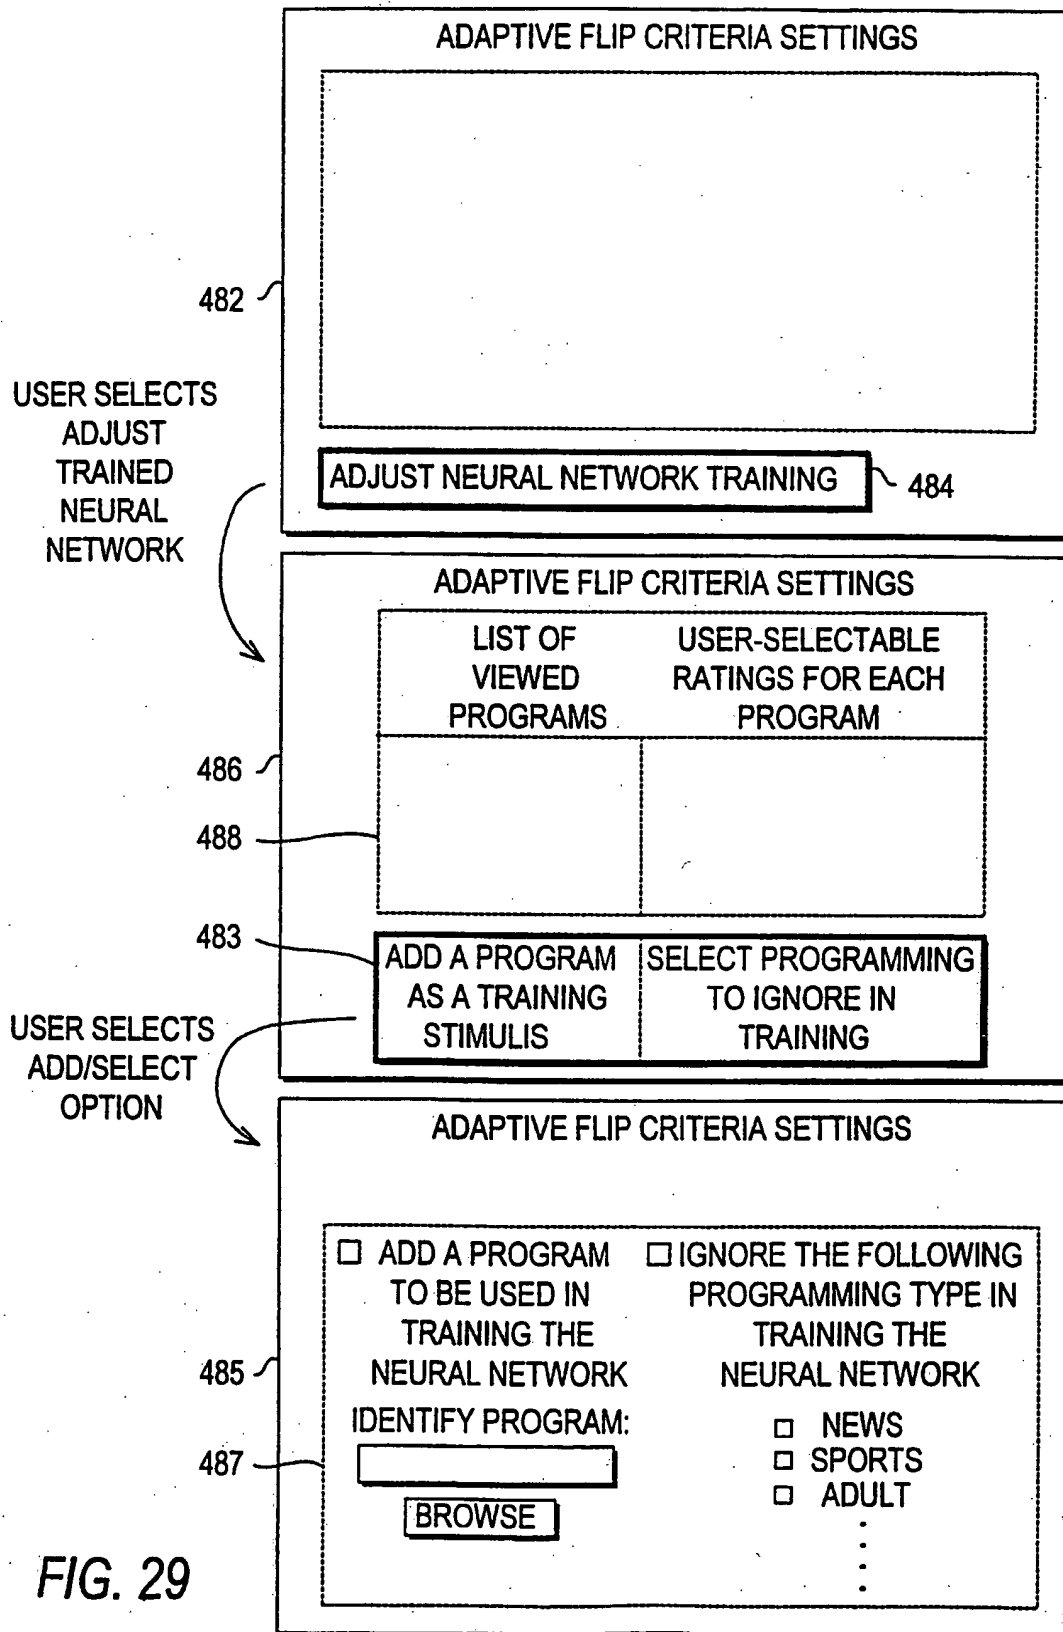 ADAPTIVE FLIP CRITERIA SETTINGS
482
USER SELECTS
ADJUST
TRAINED
NEURAL
NETWORK
ADJUST NEURAL NETWORK TRAINING
484
ADAPTIVE FLIP CRITERIA SETTINGS
LIST OF
VIEWED
PROGRAMS
USER-SELECTABLE
RATINGS FOR EACH
PROGRAM
486
488
483
ADD A PROGRAM
AS A TRAINING
STIMULIS
SELECT PROGRAMMING
TO IGNORE IN
TRAINING
USER SELECTS
ADD/SELECT
OPTION
ADAPTIVE FLIP CRITERIA SETTINGS
ADD A PROGRAM
TO BE USED IN
TRAINING THE
NEURAL NETWORK
IDENTIFY PROGRAM:
BROWSE
IGNORE THE FOLLOWING
PROGRAMMING TYPE IN
TRAINING THE
NEURAL NETWORK
NEWS
SPORTS
ADULT
485
487
FIG. 29